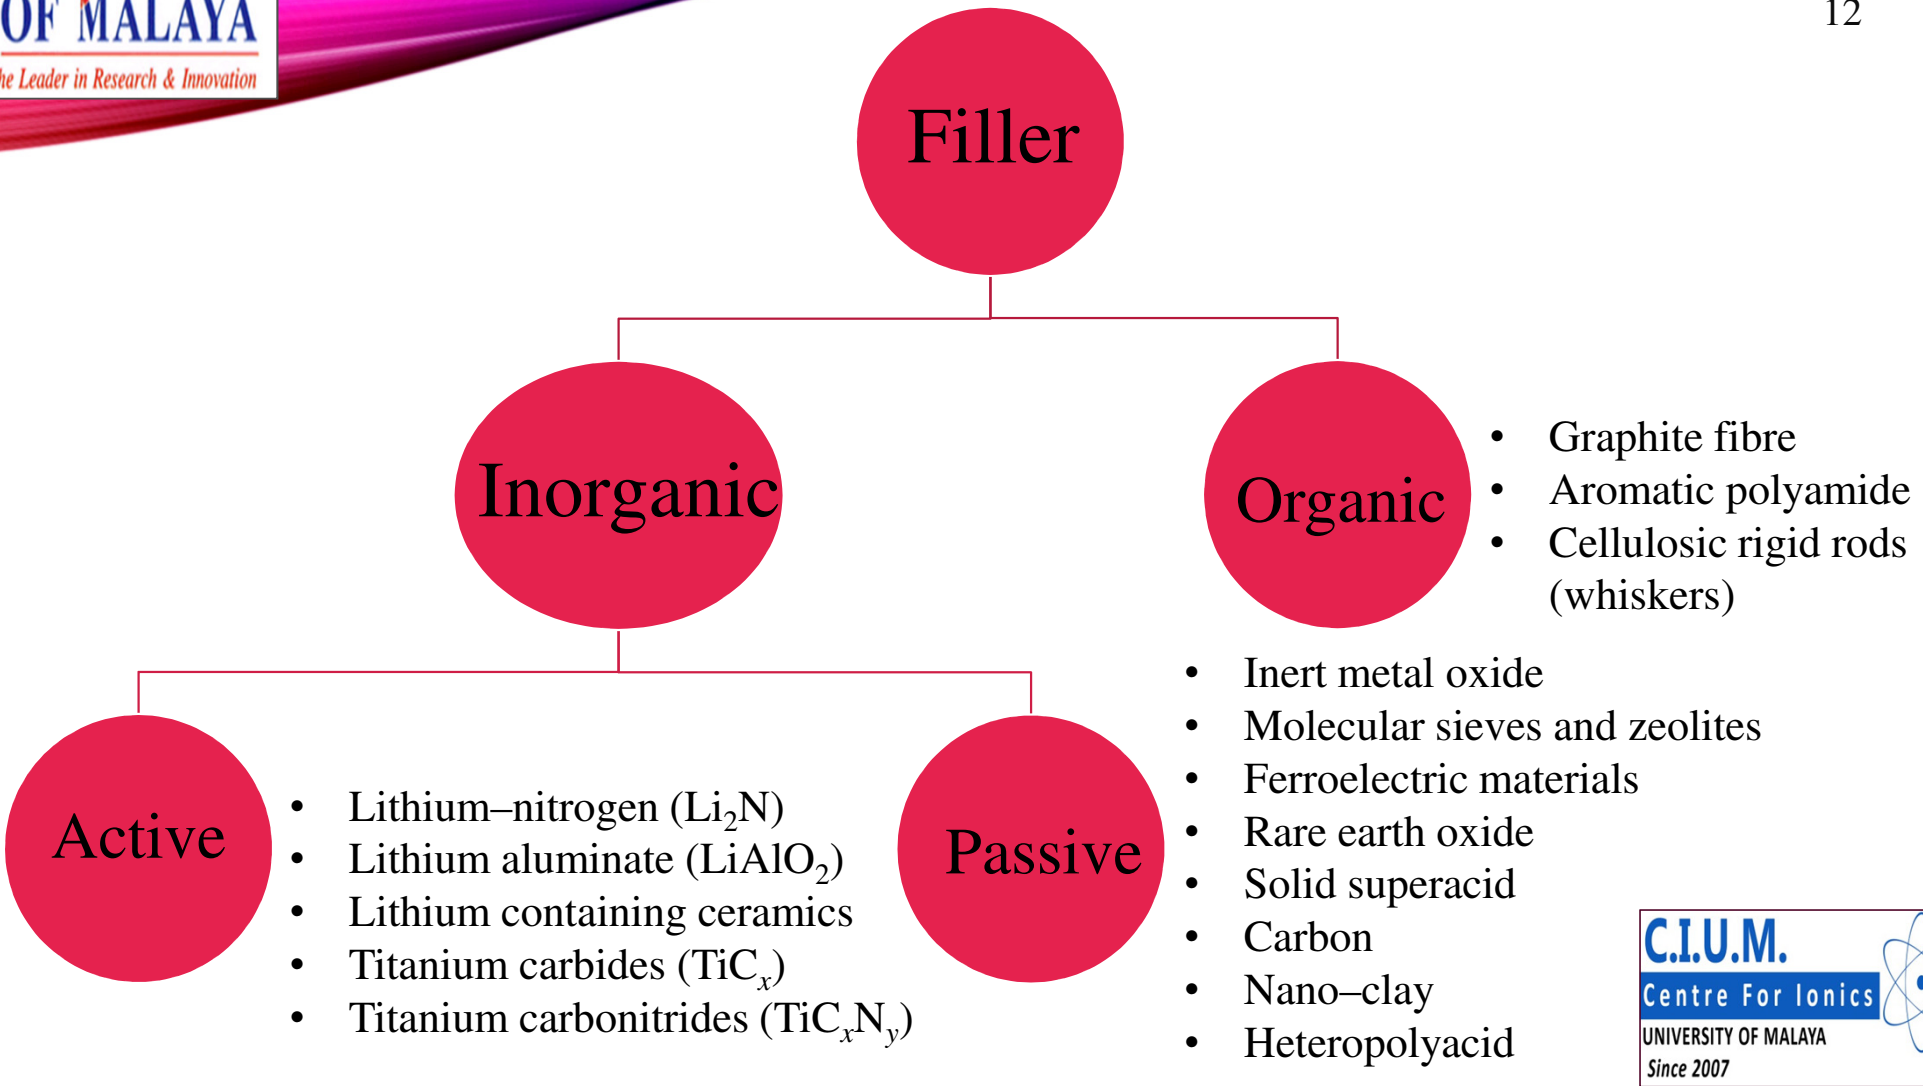 OF MALAYA
he Leader in Research & Innovation
12
Filler
Inorganic
Organic
• Graphite fibre
• Aromatic polyamide
• Cellulosic rigid rods
(whiskers)
Active
• Lithium–nitrogen (Li₂N)
• Lithium aluminate (LiAlO₂)
• Lithium containing ceramics
• Titanium carbides (TiCₓ)
• Titanium carbonitrides (TiCₓNy)
Passive
• Inert metal oxide
• Molecular sieves and zeolites
• Ferroelectric materials
• Rare earth oxide
• Solid superacid
• Carbon
• Nano–clay
• Heteropolyacid
C.I.U.M.
Centre For Ionics
UNIVERSITY OF MALAYA
Since 2007